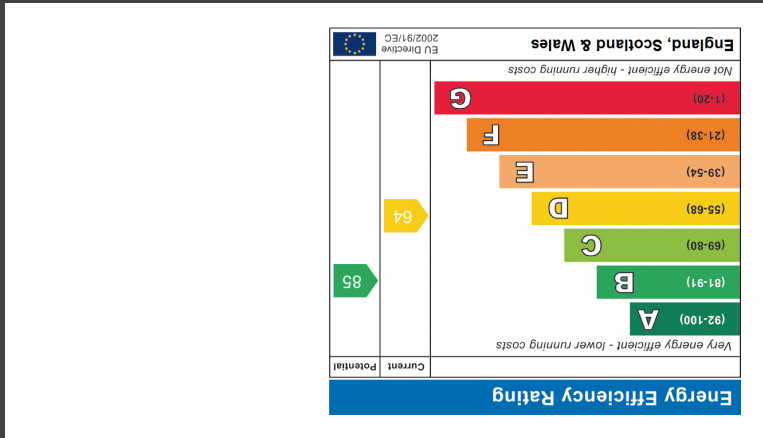 Energy Efficiency Rating
Current Potential
Very energy efficient - lower running costs
(92-100) A
(81-91) B
85
(69-80) C
(55-68) D
64
(39-54) E
(21-38) F
(1-20) G
Not energy efficient - higher running costs
England, Scotland & Wales
EU Directive
2002/91/EC